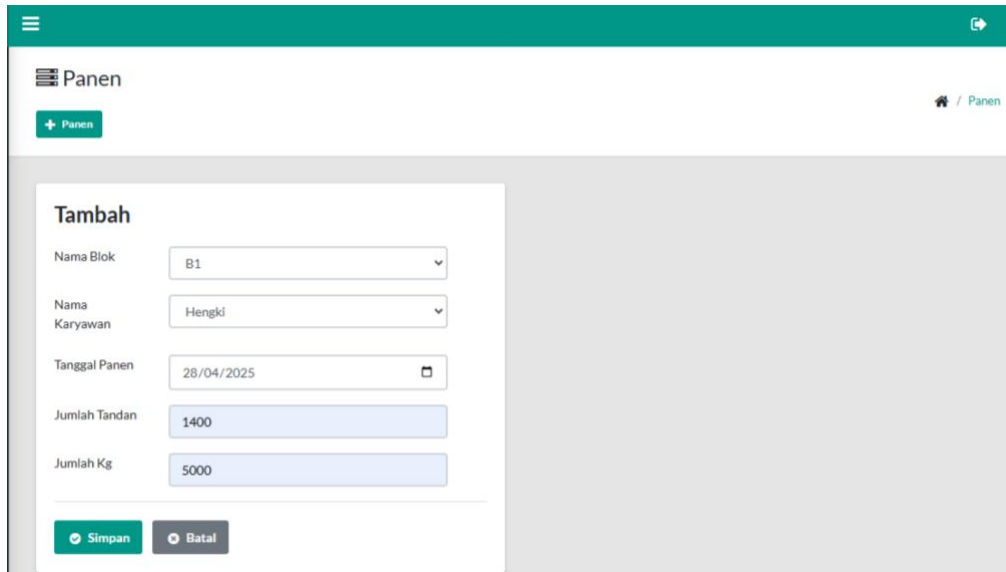 Panen
+ Panen
/ Panen
Tambah
Nama Blok
B1
Nama
Karyawan
Hengki
Tanggal Panen
28/04/2025
Jumlah Tandan
1400
Jumlah Kg
5000
Simpan
Batal